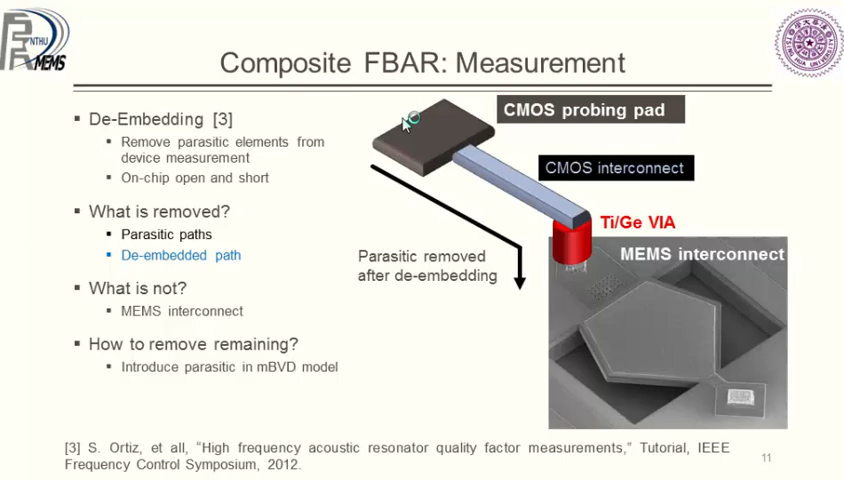 NTHU
MEMS
Composite FBAR: Measurement
De-Embedding [3]
Remove parasitic elements from
device measurement
On-chip open and short
What is removed?
Parasitic paths
De-embedded path
What is not?
MEMS interconnect
How to remove remaining?
Introduce parasitic in mBVD model
CMOS probing pad
CMOS interconnect
Ti/Ge VIA
MEMS interconnect
Parasitic removed
after de-embedding
[3] S. Ortiz, et all, “High frequency acoustic resonator quality factor measurements,” Tutorial, IEEE
Frequency Control Symposium, 2012.
11